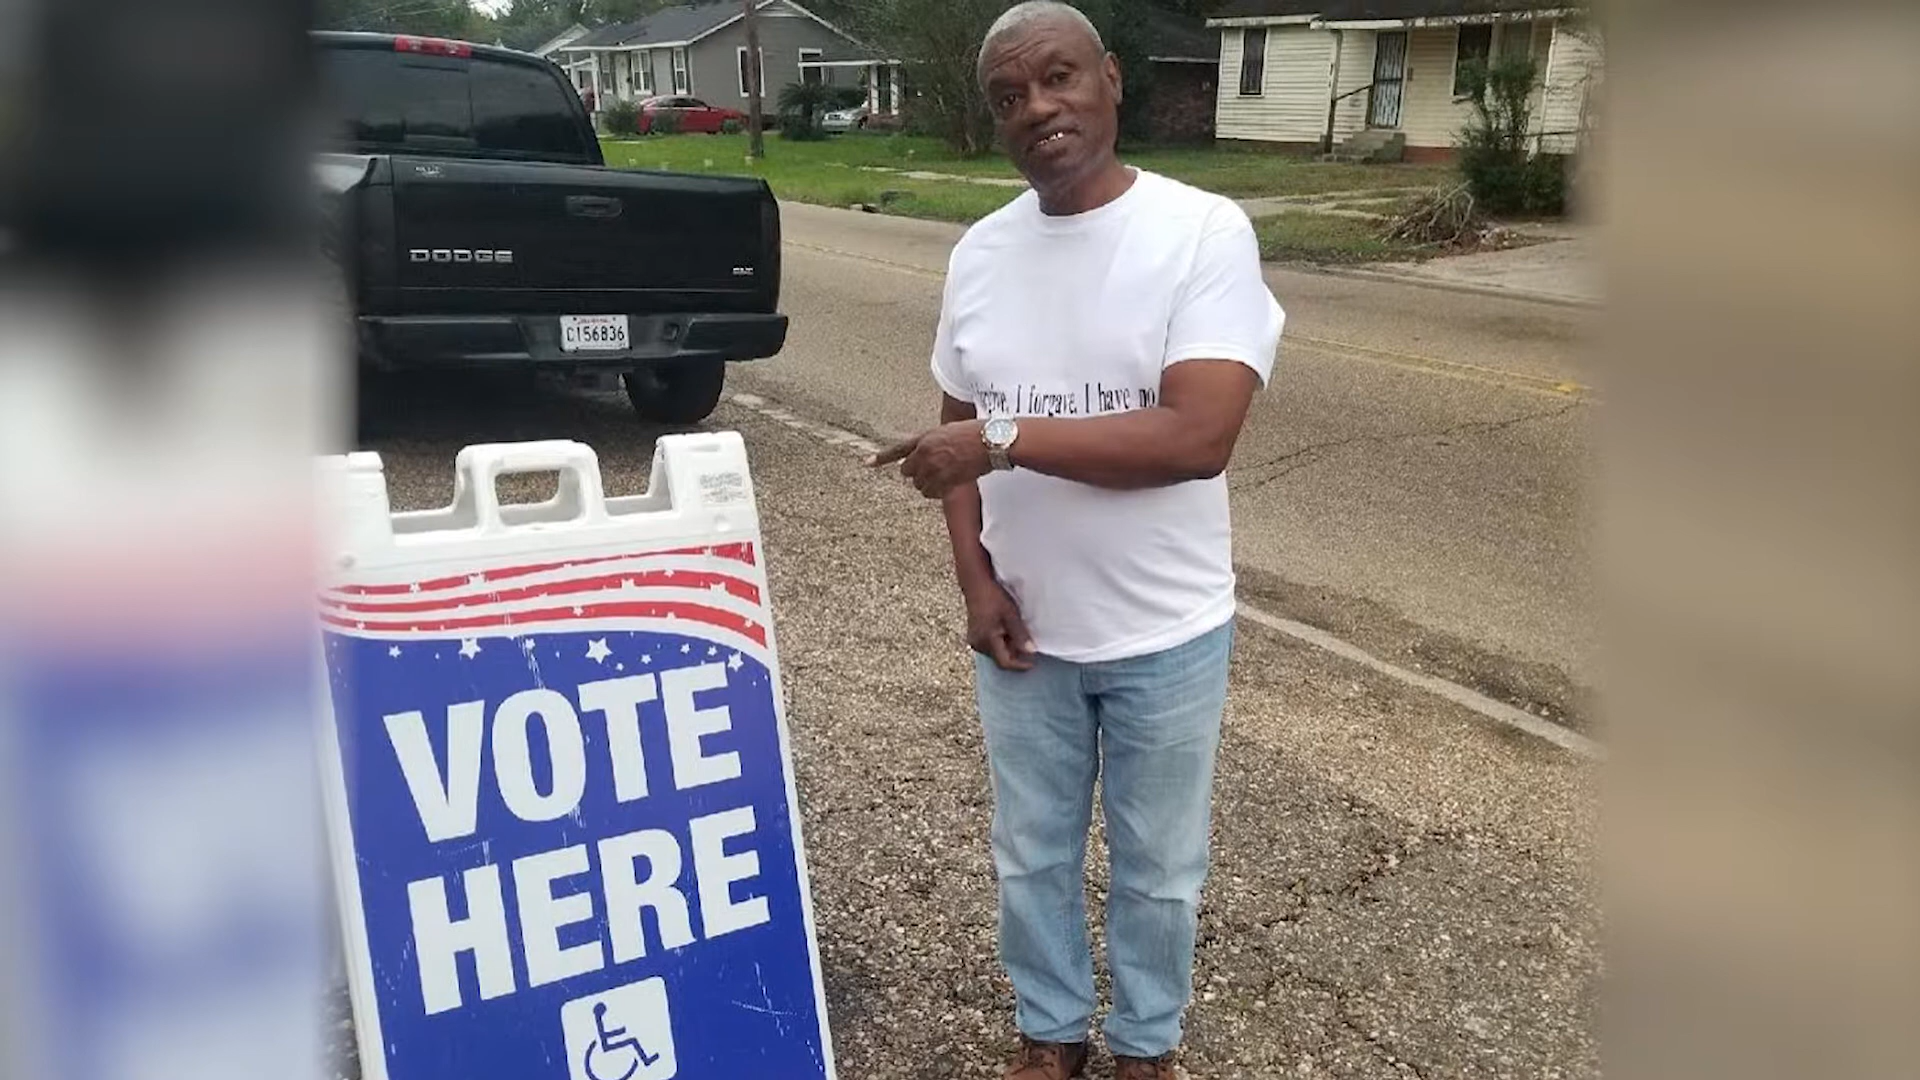 DODGE
C156836
I forgave, I have no
VOTE
HERE